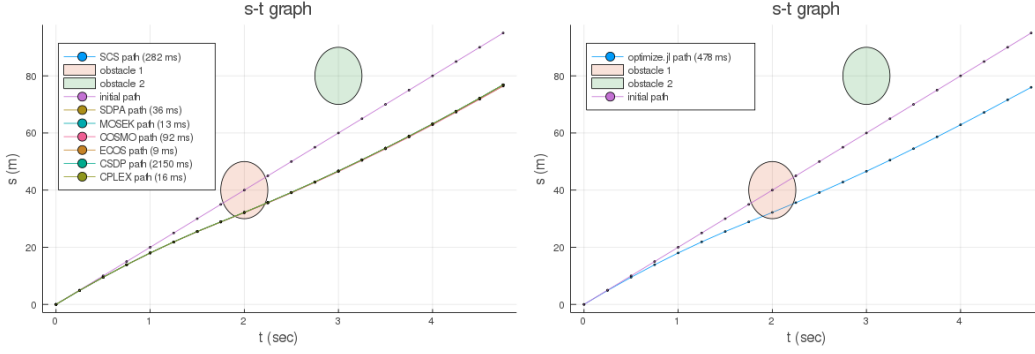 s-t graph
SCS path (282 ms)
obstacle 1
obstacle 2
initial path
SDPA path (36 ms)
MOSEK path (13 ms)
COSMO path (92 ms)
ECOS path (9 ms)
CSDP path (2150 ms)
CPLEX path (16 ms)
80
60
40
20
0
s (m)
0 1 2 3 4
t (sec)
s-t graph
optimize.jl path (478 ms)
obstacle 1
obstacle 2
initial path
80
60
40
20
0
s (m)
0 1 2 3 4
t (sec)